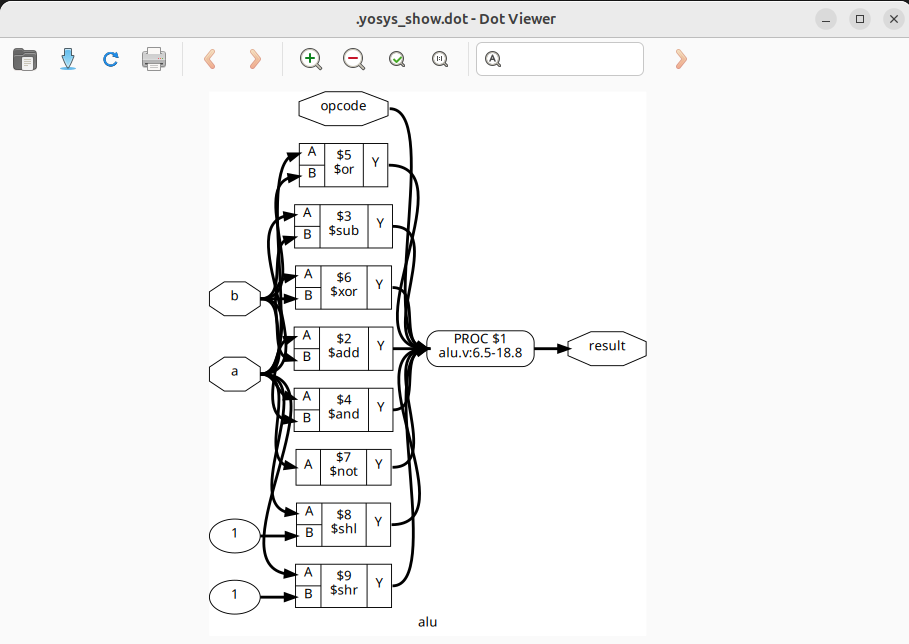 .yosys_show.dot - Dot Viewer
opcode
A
B
$5
$or
Y
A
B
$3
$sub
Y
A
B
$6
$xor
Y
b
A
B
$2
$add
Y
PROC $1
alu.v:6.5-18.8
result
a
A
B
$4
$and
Y
A
$7
$not
Y
A
B
$8
$shl
Y
1
A
B
$9
$shr
Y
1
alu